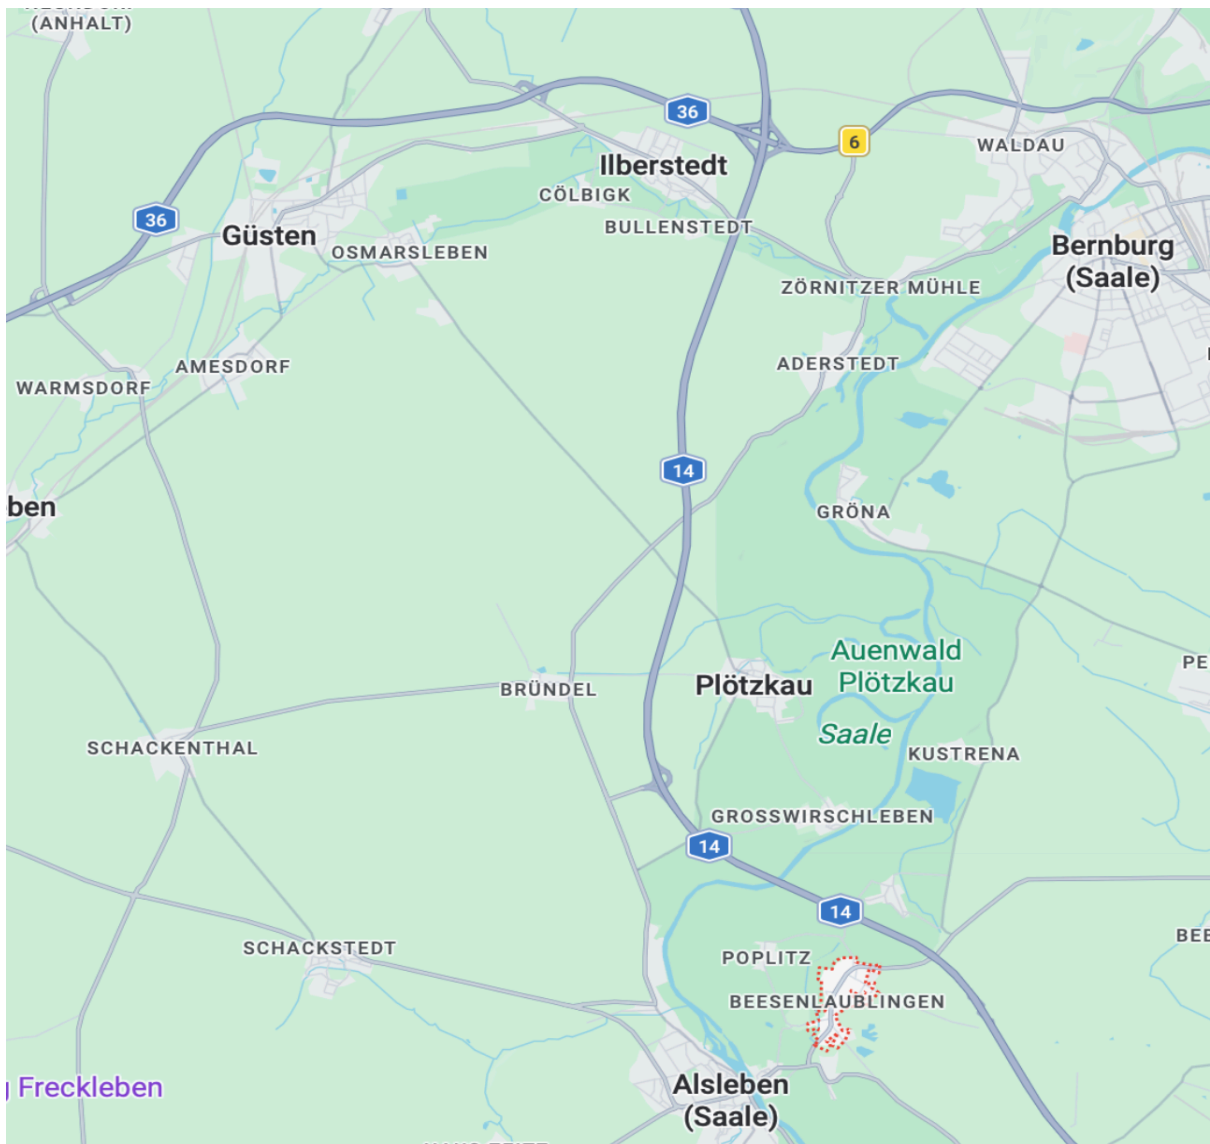 (ANHALT)
36
6
Ilberstedt
WALDAU
CÖLBIGK
36
Güsten
BULLENSTEDT
OSMARSLEBEN
Bernburg
(Saale)
ZÖRNITZER MÜHLE
AMESDORF
ADERSTEDT
WARMSDORF
14
ben
GRÖNA
Auenwald
Plötzkau
PE
BRÜNDEL
Plötzkau
Saale
SCHACKENTHAL
KUSTRENA
GROSSWIRSCHLEBEN
14
14
BEE
SCHACKSTEDT
POPLITZ
BEESENLAUBLINGEN
Freckleben
Alsleben
(Saale)